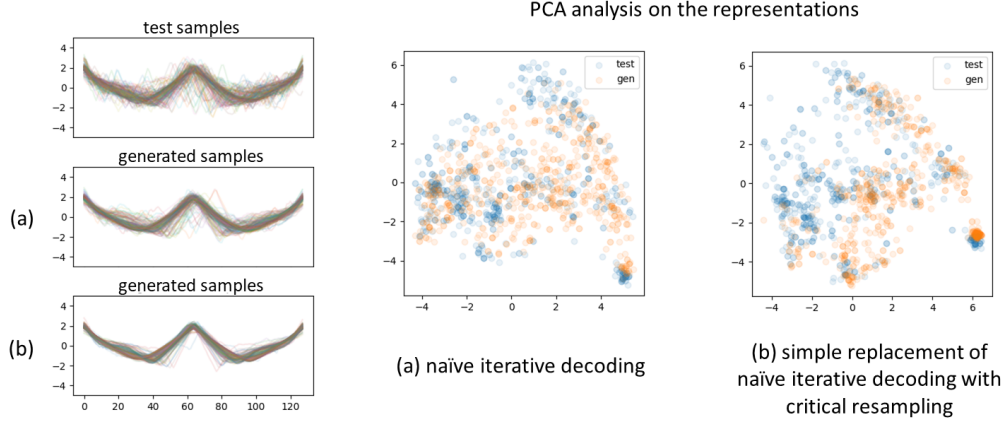 PCA analysis on the representations
test samples
4
2
0
−2
−4
generated samples
(a)
4
2
0
−2
−4
generated samples
(b)
4
2
0
−2
−4
0 20 40 60 80 100 120
test
gen
6
4
2
0
−2
−4
−4 −2 0 2 4
(a) naïve iterative decoding
test
gen
6
4
2
0
−2
−4
−4 −2 0 2 4 6
(b) simple replacement of
naïve iterative decoding with
critical resampling